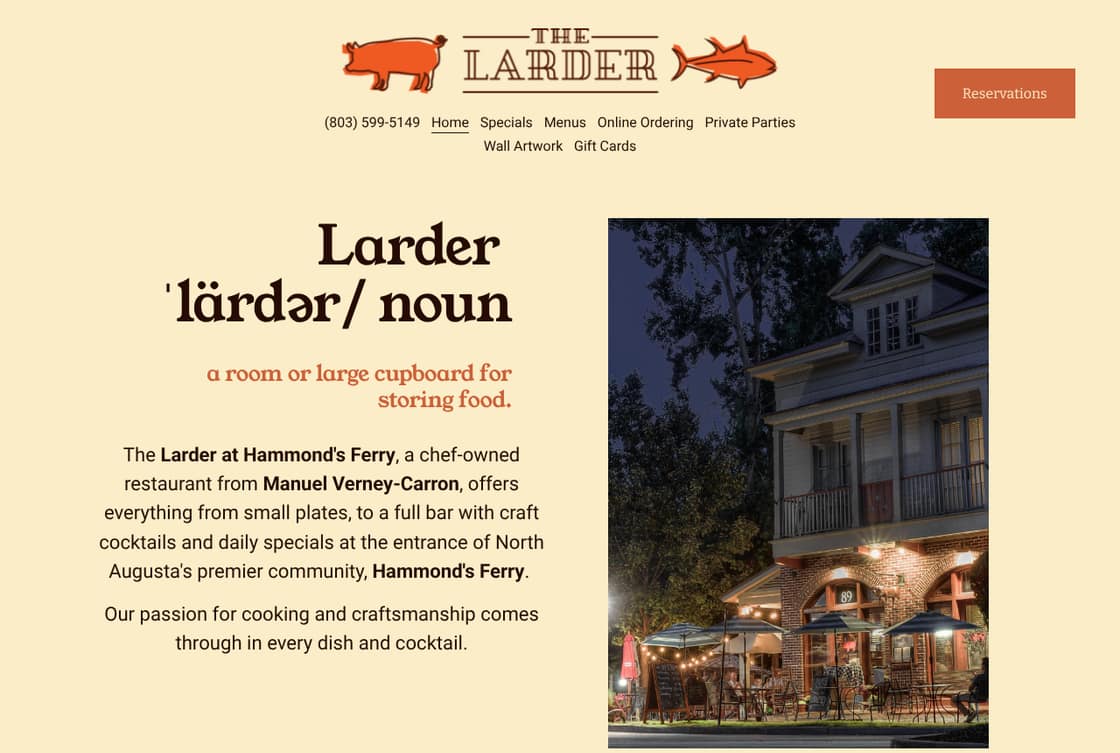 THE
LARDER
Reservations
(803) 599-5149 Home Specials Menus Online Ordering Private Parties
Wall Artwork Gift Cards
Larder
ˈlärdər/ noun
a room or large cupboard for
storing food.
The Larder at Hammond's Ferry, a chef-owned
restaurant from Manuel Verney-Carron, offers
everything from small plates, to a full bar with craft
cocktails and daily specials at the entrance of North
Augusta's premier community, Hammond's Ferry.
Our passion for cooking and craftsmanship comes
through in every dish and cocktail.
89